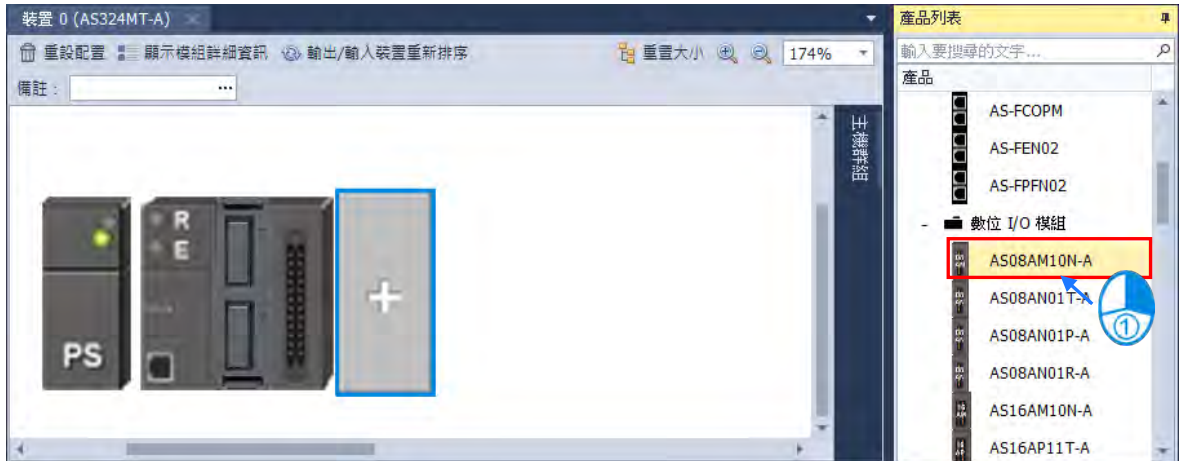 裝置 0 (AS324MT-A)
重設配置 顯示模組詳細資訊 輸出/輸入裝置重新排序 重置大小 174%
備註 : ...
主機群組
R
E
PS
產品列表
輸入要搜尋的文字...
產品
AS-FCOPM
AS-FEN02
AS-FPFN02
- 數位 I/O 模組
AS08AM10N-A
AS08AN01T-A
①
AS08AN01P-A
AS08AN01R-A
AS16AM10N-A
AS16AP11T-A